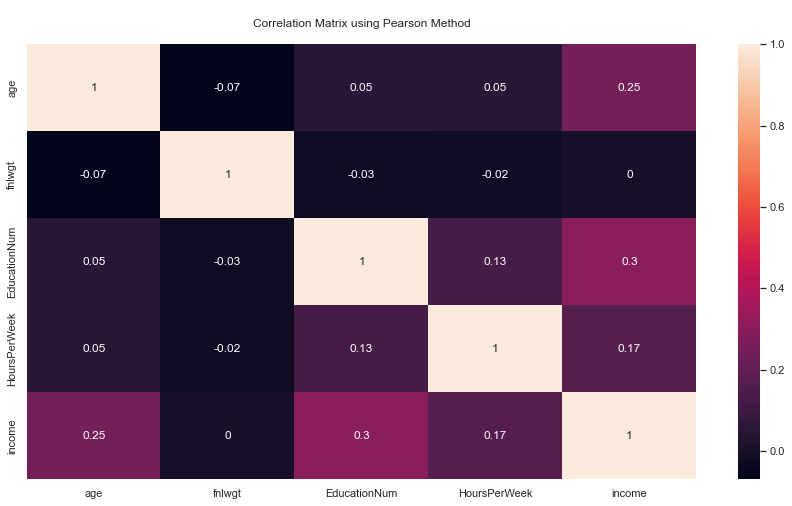 Correlation Matrix using Pearson Method
age 1 -0.07 0.05 0.05 0.25
fnlwgt -0.07 1 -0.03 -0.02 0
EducationNum 0.05 -0.03 1 0.13 0.3
HoursPerWeek 0.05 -0.02 0.13 1 0.17
income 0.25 0 0.3 0.17 1
age fnlwgt EducationNum HoursPerWeek income
1.0
0.8
0.6
0.4
0.2
0.0